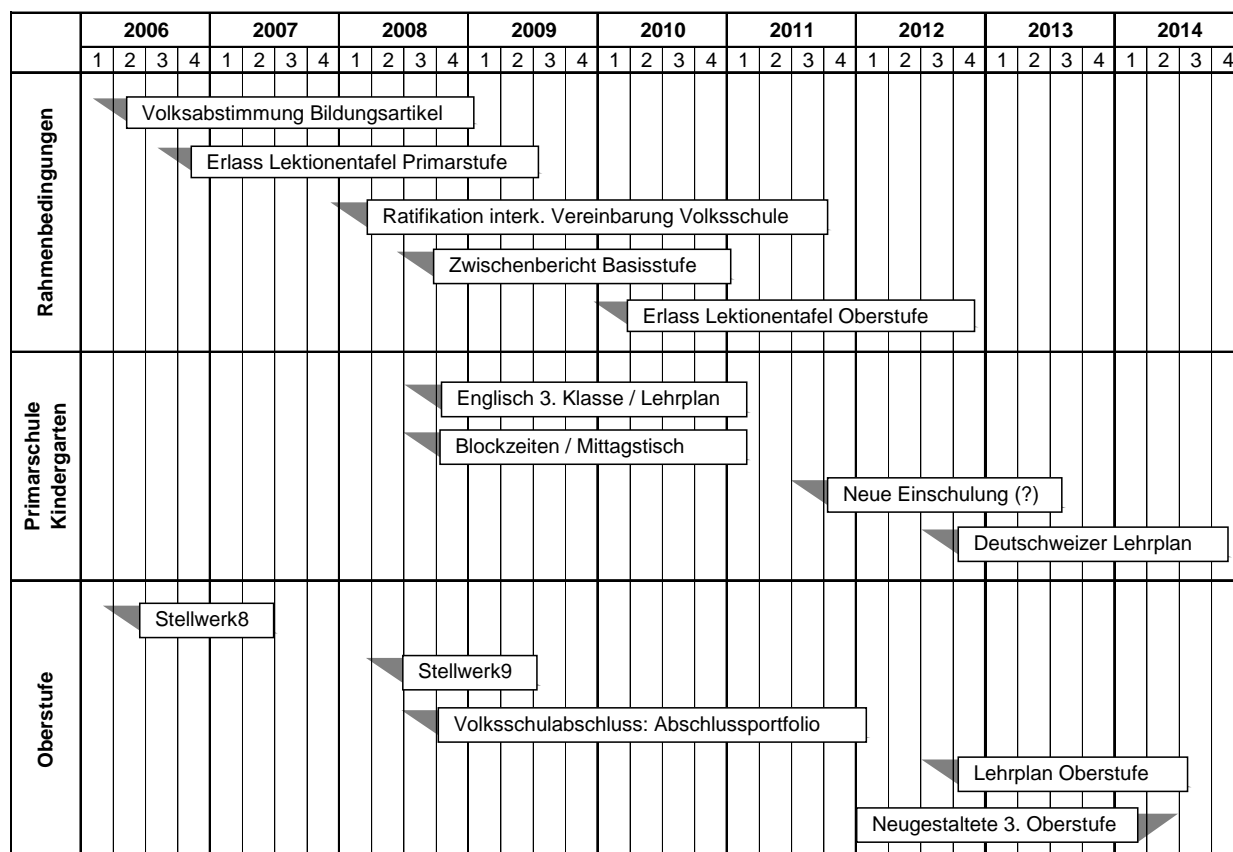 2006 2007 2008 2009 2010 2011 2012 2013 2014
1 2 3 4 1 2 3 4 1 2 3 4 1 2 3 4 1 2 3 4 1 2 3 4 1 2 3 4 1 2 3 4 1 2 3 4
Rahmenbedingungen
Volksabstimmung Bildungsartikel
Erlass Lektionentafel Primarstufe
Ratifikation interk. Vereinbarung Volksschule
Zwischenbericht Basisstufe
Erlass Lektionentafel Oberstufe
Primarschule
Kindergarten
Englisch 3. Klasse / Lehrplan
Blockzeiten / Mittagstisch
Neue Einschulung (?)
Deutschweizer Lehrplan
Oberstufe
Stellwerk8
Stellwerk9
Volksschulabschluss: Abschlussportfolio
Lehrplan Oberstufe
Neugestaltete 3. Oberstufe